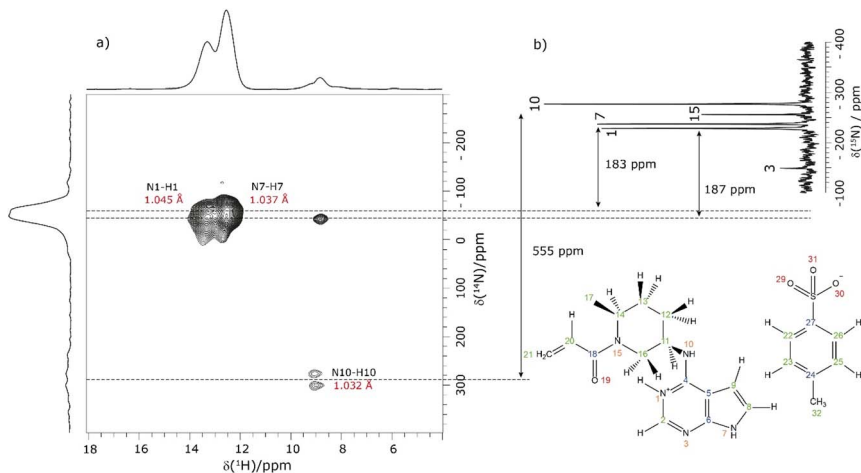 a)
N1-H1
1.045 Å
N7-H7
1.037 Å
N10-H10
1.032 Å
- 200
- 100
0
100
200
300
δ(¹⁴N)/ppm
18
16
14
12
10
8
6
4
δ(¹H)/ppm
b)
10
7
1
15
3
183 ppm
187 ppm
555 ppm
- 400
- 300
- 200
- 100
δ(¹⁵N) / ppm
31
O
29 O
S
O⁻
30
27
H 22 26 H
H 23 25 H
24
CH₃
32
H H
17 13 H
14 12 H
H
H 20 N 11
21 H₂C 18 15 16 10
O 19 H H H NH
H N⁺ 4 5 9 H
1
2 6 8 H
H N N
3 7 H